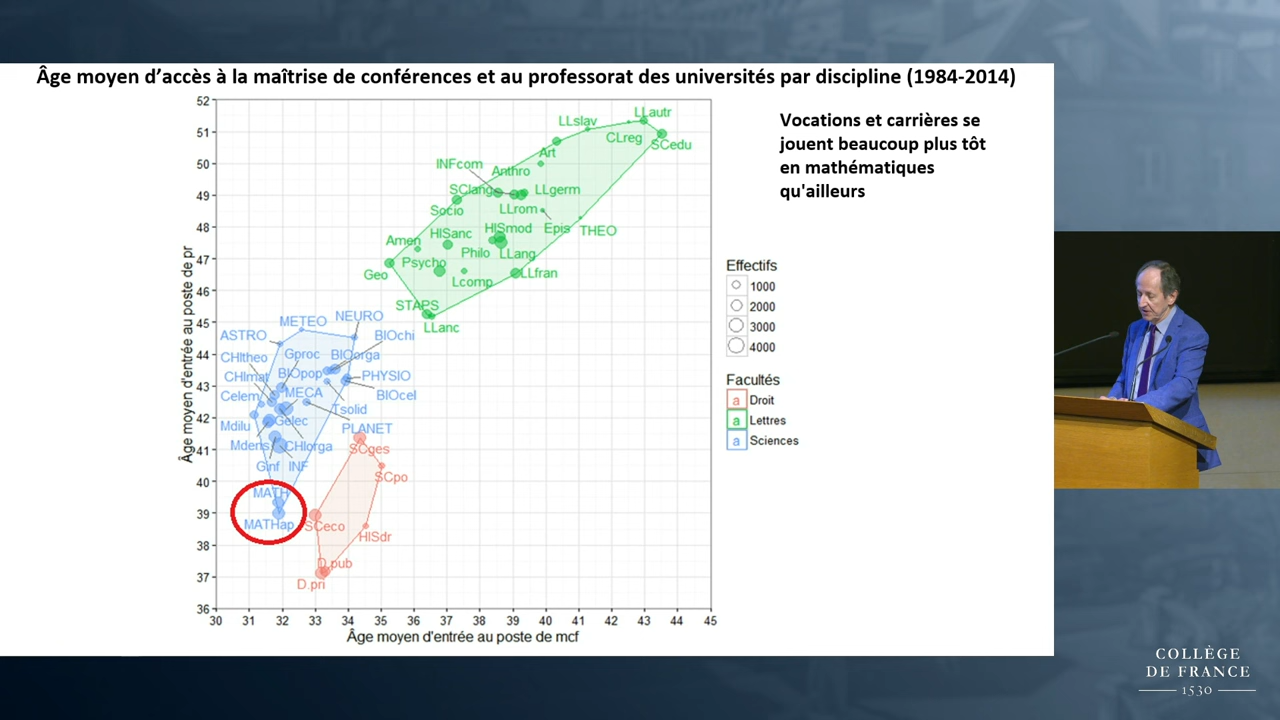 Âge moyen d’accès à la maîtrise de conférences et au professorat des universités par discipline (1984-2014)
Vocations et carrières se
jouent beaucoup plus tôt
en mathématiques
qu'ailleurs
Âge moyen d'entrée au poste de pr
52
51
50
49
48
47
46
45
44
43
42
41
40
39
38
37
36
LLautr
LLslav
CLreg
SCedu
Art
INFcom
Anthro
SClang
LLgerm
Socio
LLrom
HISanc
HISmod
Epis
THEO
Amen
Philo
LLang
Psycho
Geo
Lcomp
LLfran
STAPS
LLanc
METEO
NEURO
ASTRO
BIOchi
CHItheo
Gproc
BIOorga
CHImat
BIOpop
PHYSIO
Celem
MECA
BIOcel
Tsolid
Mdilu
Gelec
PLANET
Mdens
CHIorga
SCges
Ginf
INF
SCpo
MATH
MATHap
SCeco
HISdr
D.pub
D.pri
30 31 32 33 34 35 36 37 38 39 40 41 42 43 44 45
Âge moyen d'entrée au poste de mcf
Effectifs
1000
2000
3000
4000
Facultés
a Droit
a Lettres
a Sciences
COLLÈGE
DE FRANCE
1530